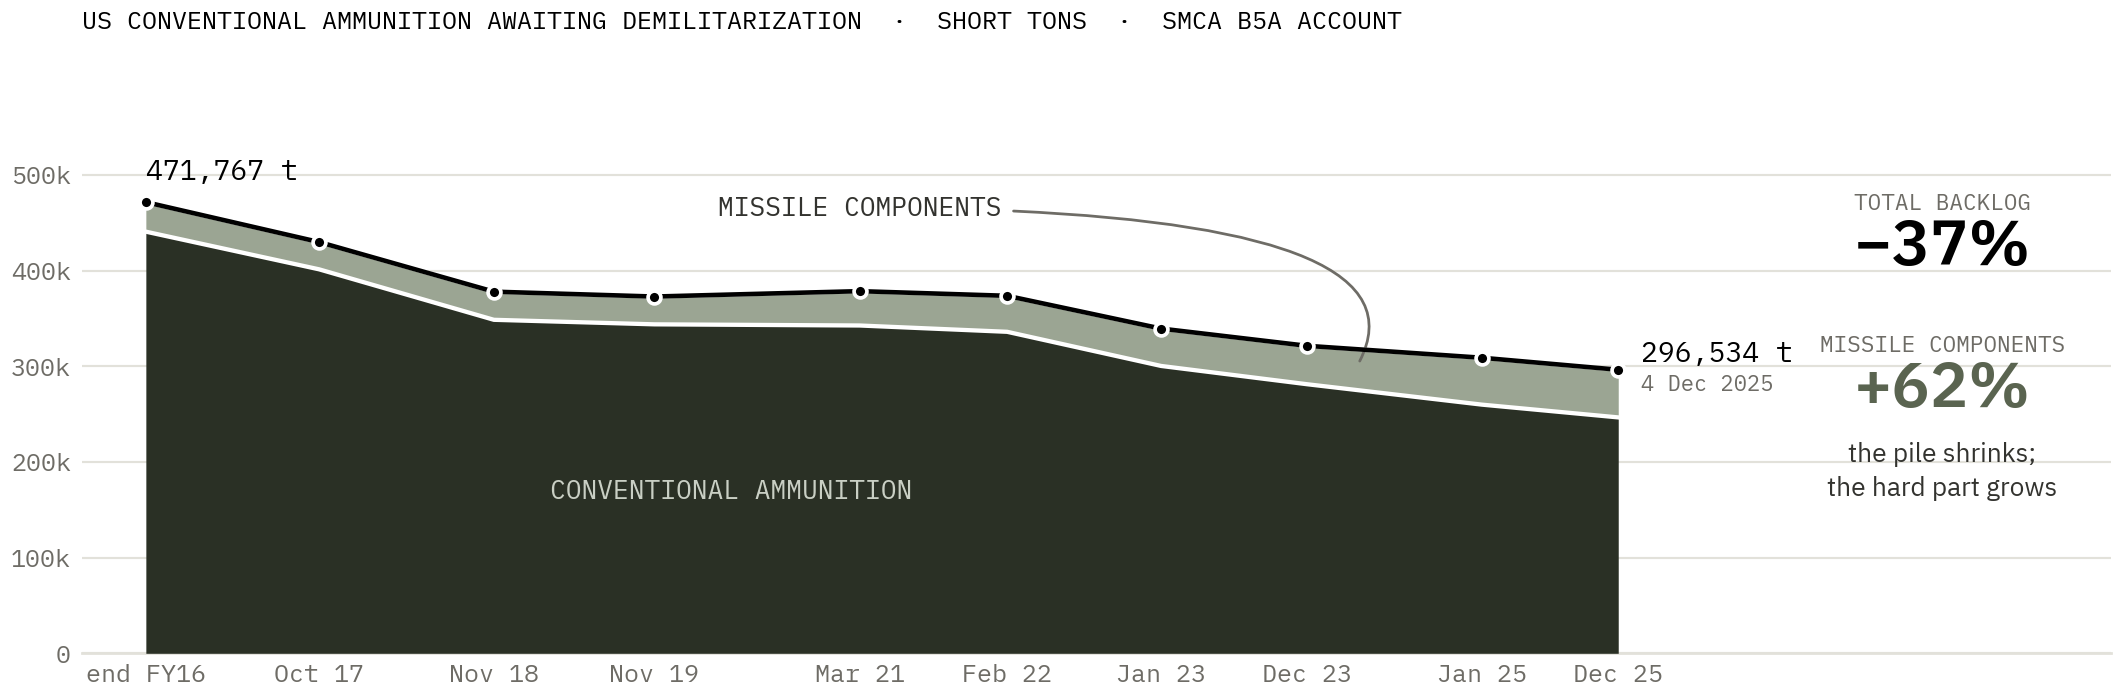 US CONVENTIONAL AMMUNITION AWAITING DEMILITARIZATION · SHORT TONS · SMCA B5A ACCOUNT
500k
471,767 t
MISSILE COMPONENTS
TOTAL BACKLOG
−37%
400k
300k
296,534 t
4 Dec 2025
MISSILE COMPONENTS
+62%
the pile shrinks;
the hard part grows
200k
CONVENTIONAL AMMUNITION
100k
0
end FY16 Oct 17 Nov 18 Nov 19 Mar 21 Feb 22 Jan 23 Dec 23 Jan 25 Dec 25